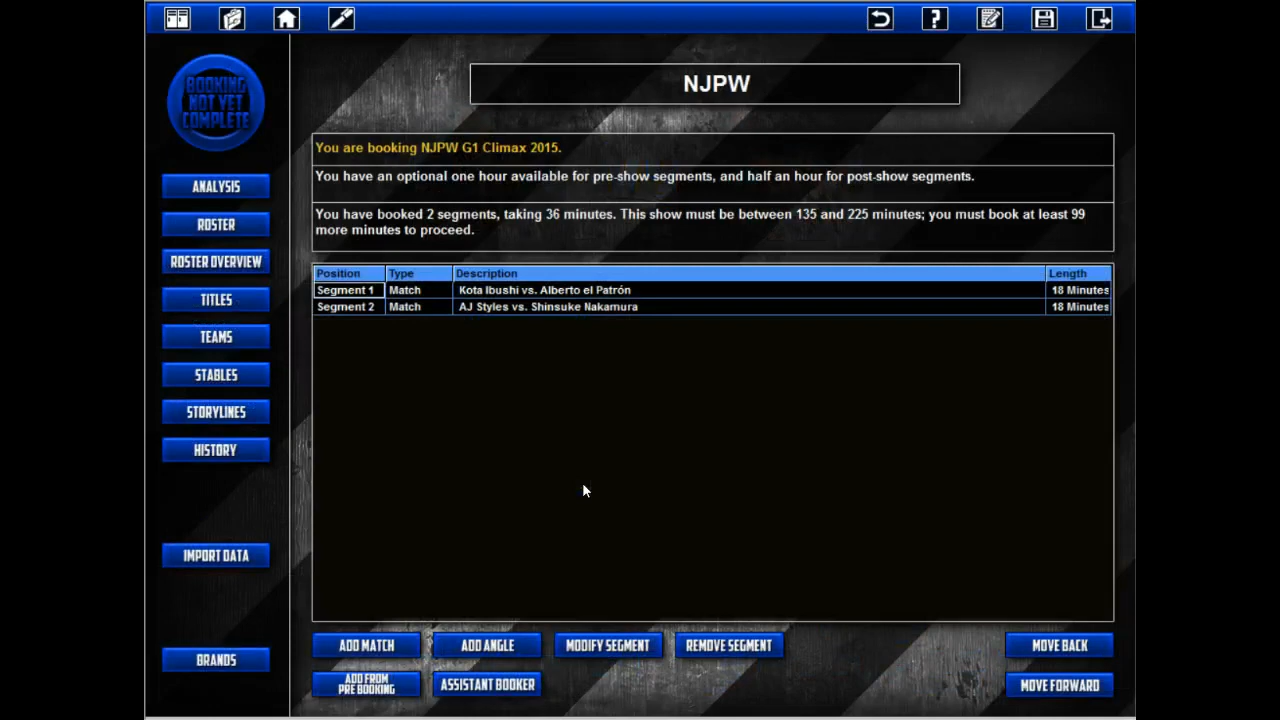 NJPW
BOOKING
NOT YET
COMPLETE
You are booking NJPW G1 Climax 2015.
You have an optional one hour available for pre-show segments, and half an hour for post-show segments.
You have booked 2 segments, taking 36 minutes. This show must be between 135 and 225 minutes; you must book at least 99
more minutes to proceed.
ANALYSIS
ROSTER
ROSTER OVERVIEW
TITLES
TEAMS
STABLES
STORYLINES
HISTORY
IMPORT DATA
BRANDS
Position Type Description Length
Segment 1 Match Kota Ibushi vs. Alberto el Patrón 18 Minutes
Segment 2 Match AJ Styles vs. Shinsuke Nakamura 18 Minutes
ADD MATCH ADD ANGLE MODIFY SEGMENT REMOVE SEGMENT MOVE BACK
ADD FROM
PRE BOOKING
ASSISTANT BOOKER MOVE FORWARD